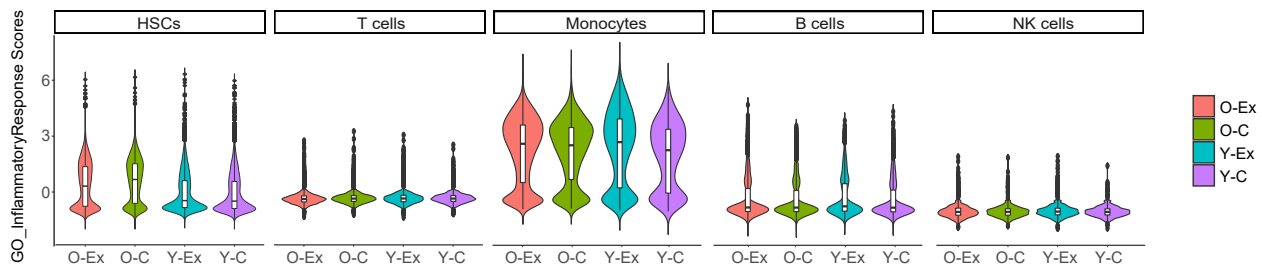 HSCs
T cells
Monocytes
B cells
NK cells
GO_InflammatoryResponse Scores
6
3
0
O-Ex O-C Y-Ex Y-C
O-Ex O-C Y-Ex Y-C
O-Ex O-C Y-Ex Y-C
O-Ex O-C Y-Ex Y-C
O-Ex O-C Y-Ex Y-C
O-Ex
O-C
Y-Ex
Y-C